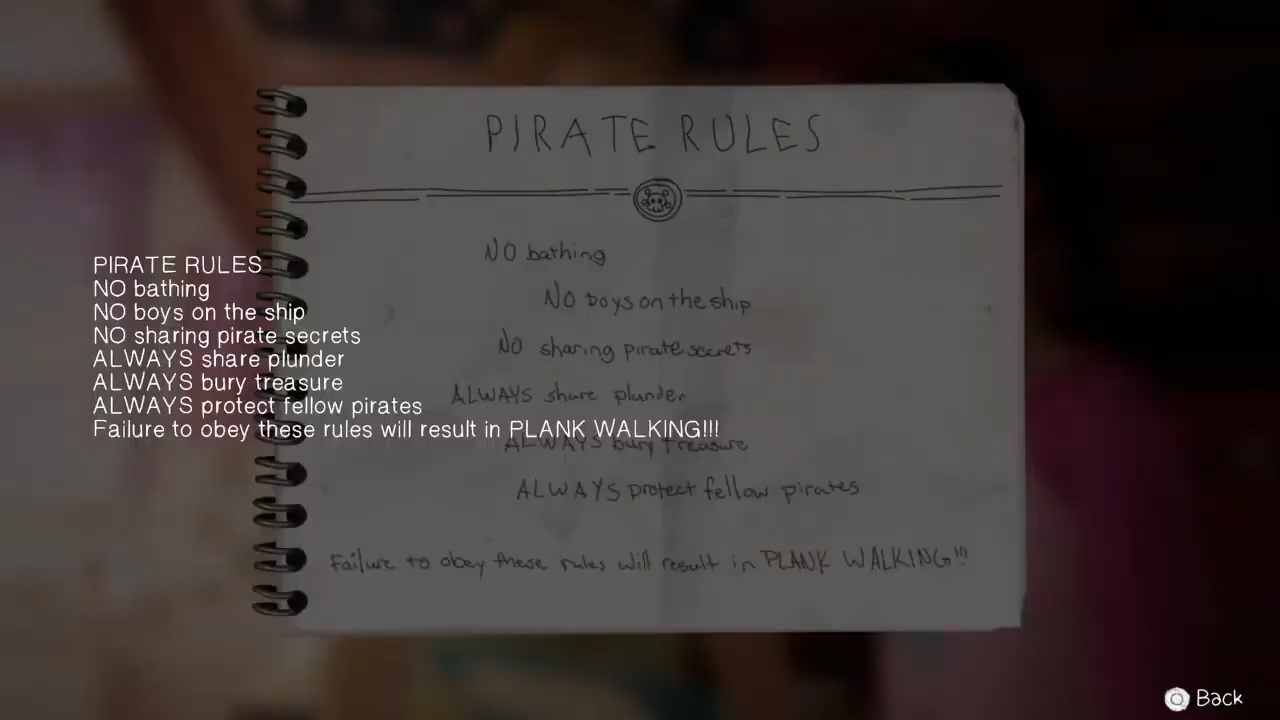 PIRATE RULES
NO bathing
NO boys on the ship
NO sharing pirate secrets
ALWAYS share plunder
ALWAYS bury treasure
ALWAYS protect fellow pirates
Failure to obey these rules will result in PLANK WALKING!!!
PIRATE RULES
NO bathing
NO boys on the ship
NO sharing pirate secrets
ALWAYS share plunder
ALWAYS bury treasure
ALWAYS protect fellow pirates
Failure to obey these rules will result in PLANK WALKING!!!
Back